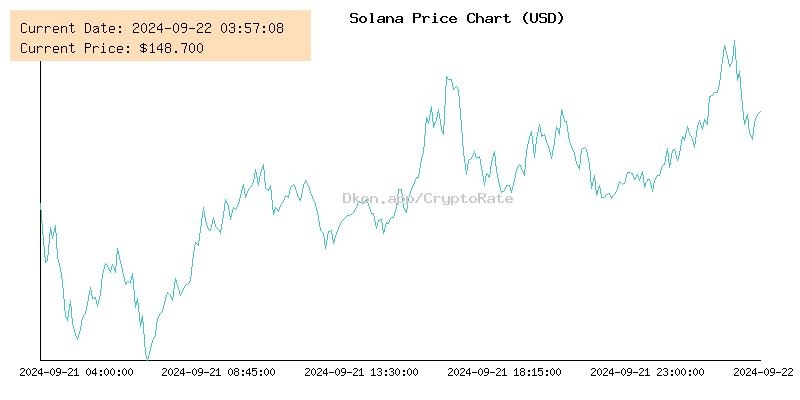 Solana Price Chart (USD)
Current Date: 2024-09-22 03:57:08
Current Price: $148.700
Dkon.app/CryptoRate
2024-09-21 04:00:00 2024-09-21 08:45:00 2024-09-21 13:30:00 2024-09-21 18:15:00 2024-09-21 23:00:00 2024-09-22